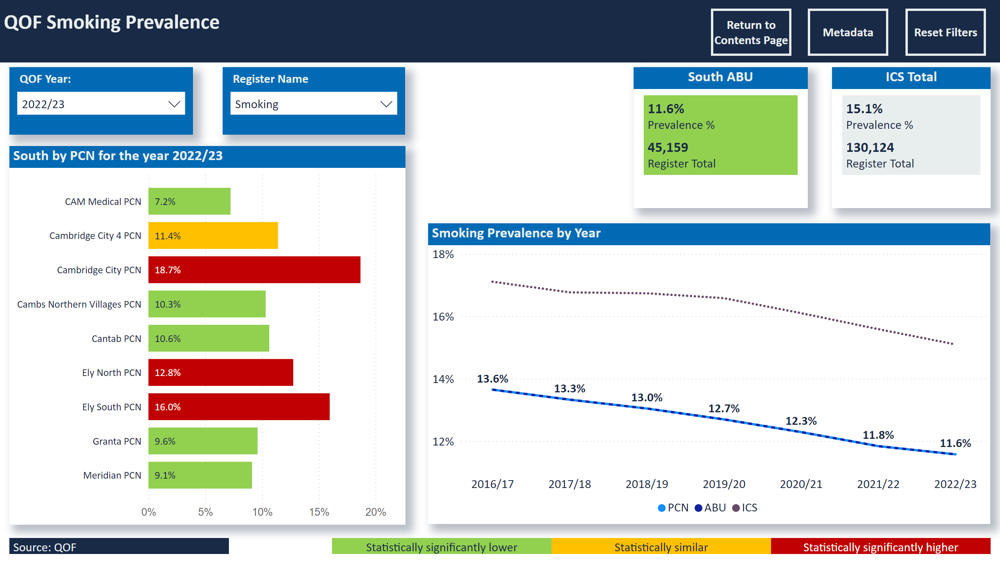 QOF Smoking Prevalence
Return to
Contents Page
Metadata
Reset Filters
QOF Year:
2022/23
Register Name
Smoking
South ABU
11.6%
Prevalence %
45,159
Register Total
ICS Total
15.1%
Prevalence %
130,124
Register Total
South by PCN for the year 2022/23
CAM Medical PCN 7.2%
Cambridge City 4 PCN 11.4%
Cambridge City PCN 18.7%
Cambs Northern Villages PCN 10.3%
Cantab PCN 10.6%
Ely North PCN 12.8%
Ely South PCN 16.0%
Granta PCN 9.6%
Meridian PCN 9.1%
0% 5% 10% 15% 20%
Smoking Prevalence by Year
18%
16%
14%
12%
13.6% 13.3% 13.0% 12.7% 12.3% 11.8% 11.6%
2016/17 2017/18 2018/19 2019/20 2020/21 2021/22 2022/23
PCN ABU ICS
Source: QOF
Statistically significantly lower
Statistically similar
Statistically significantly higher